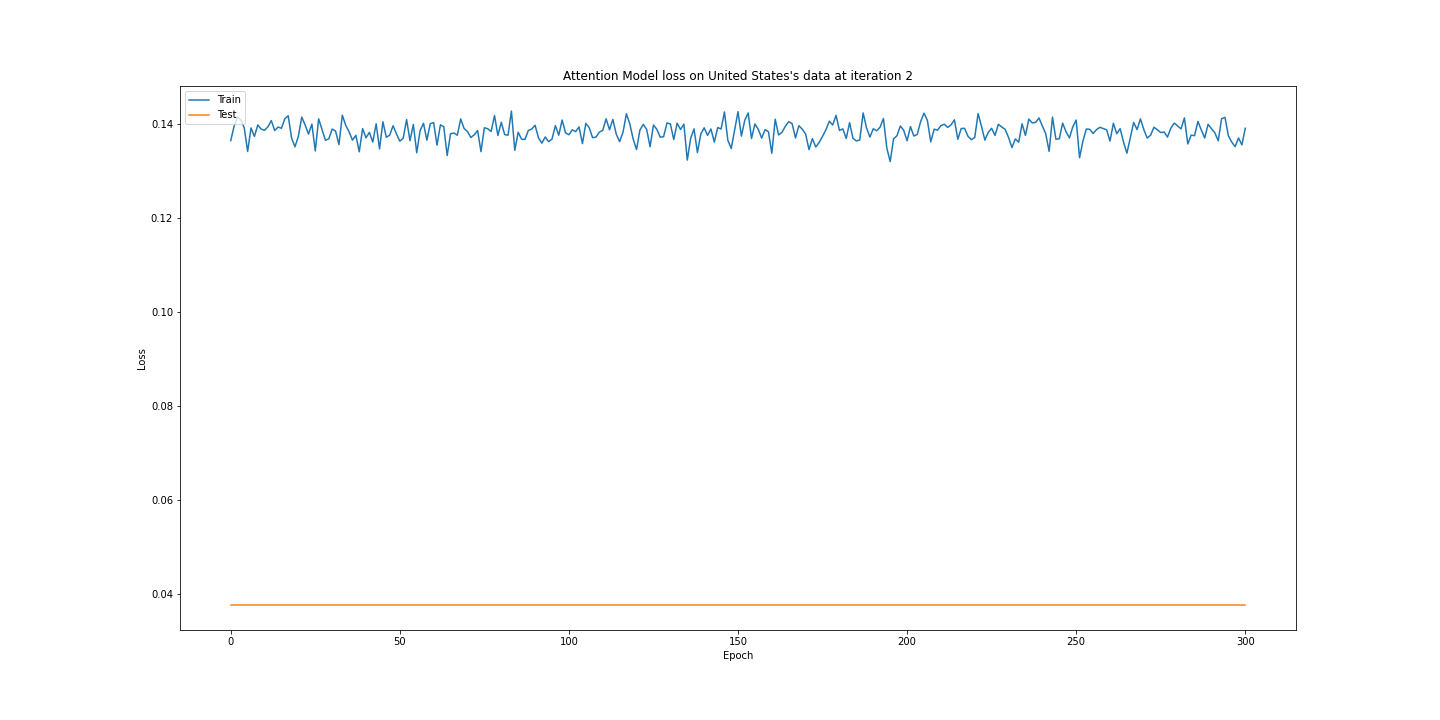 Attention Model loss on United States's data at iteration 2
Train
Test
0.14
0.12
0.10
0.08
0.06
0.04
Loss
0 50 100 150 200 250 300
Epoch